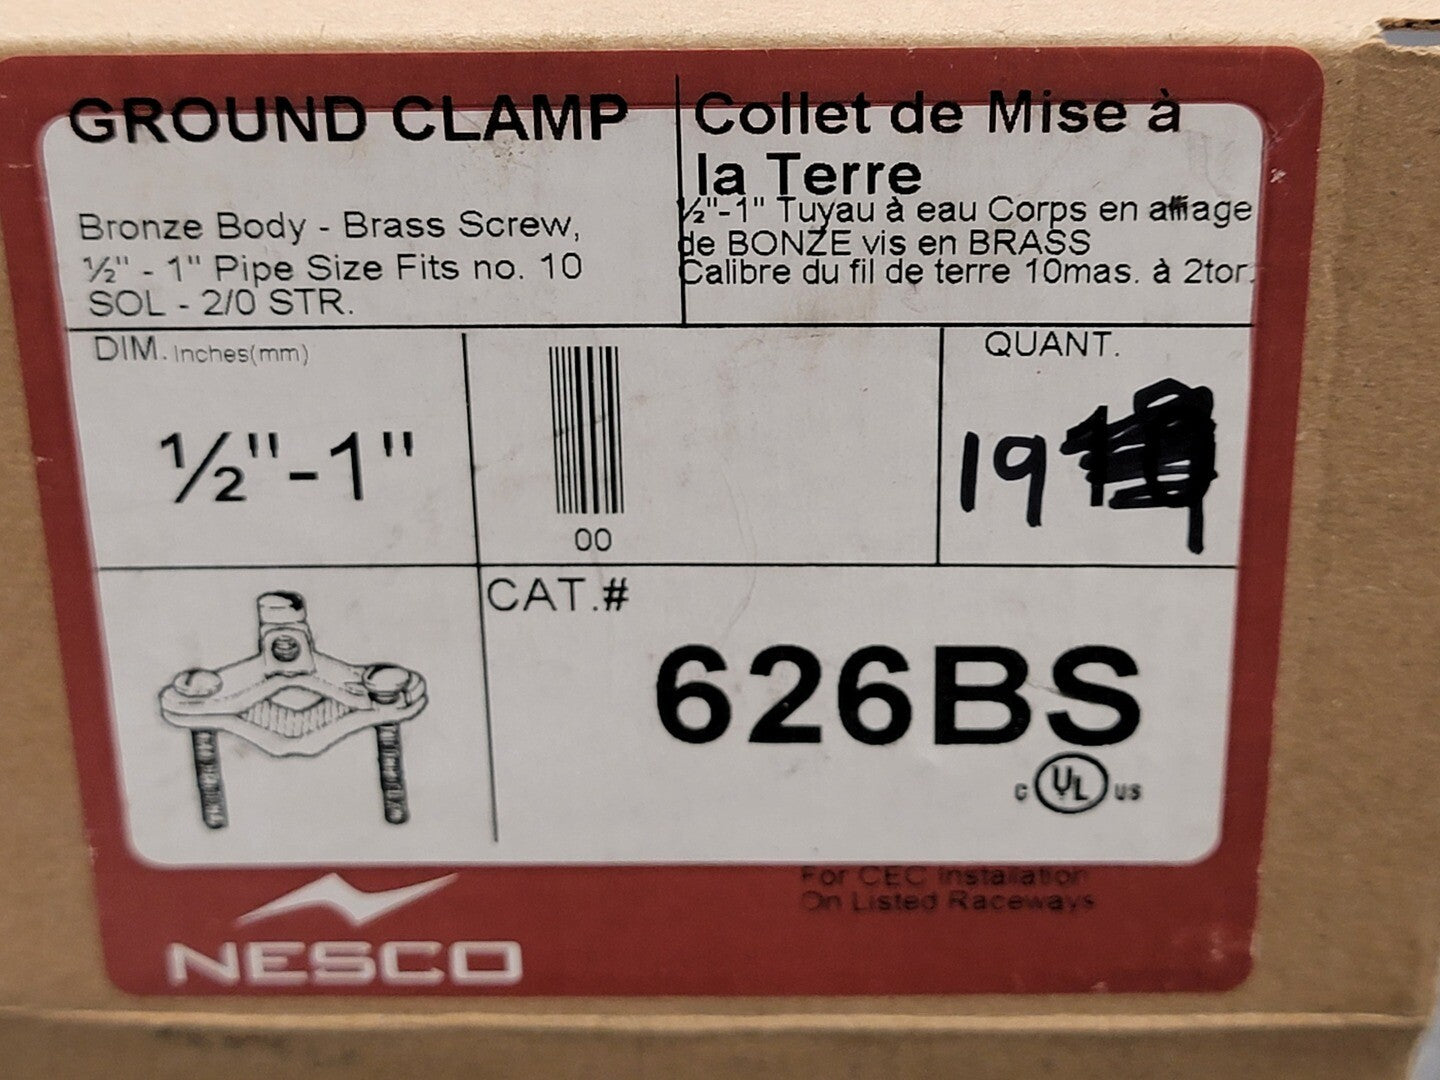 GROUND CLAMP
Bronze Body - Brass Screw,
½" - 1" Pipe Size Fits no. 10
SOL - 2/0 STR.
Collet de Mise à
la Terre
½"-1" Tuyau à eau Corps en affiage
de BONZE vis en BRASS
Calibre du fil de terre 10mas. à 2tor.
DIM. Inches(mm)
½"-1"
00
QUANT.
19
CAT.#
626BS
C UL US
For CEC Installation
On Listed Raceways
NESCO